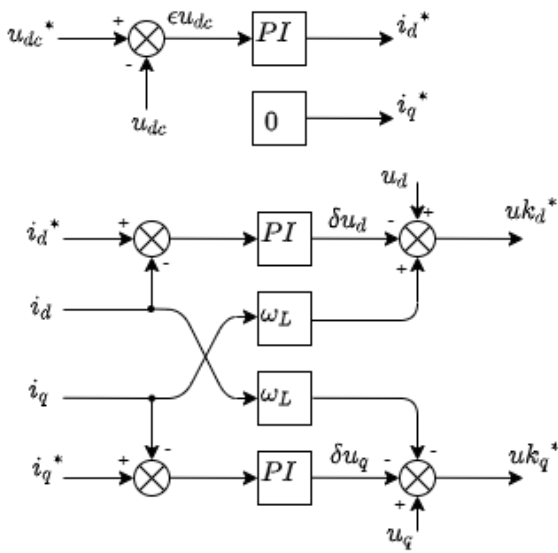 u_dc* + ϵu_dc PI i_d*
-
u_dc 0 i_q*
u_d
i_d* + PI δu_d - + uk_d*
- +
i_d ω_L
i_q ω_L
- -
i_q* + PI δu_q - uk_q*
+
u_q